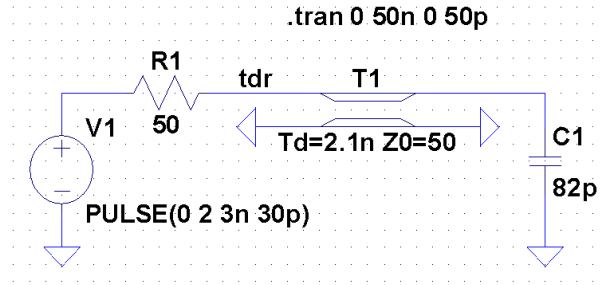 .tran 0 50n 0 50p
R1
tdr
T1
50
V1
Td=2.1n Z0=50
C1
82p
PULSE(0 2 3n 30p)